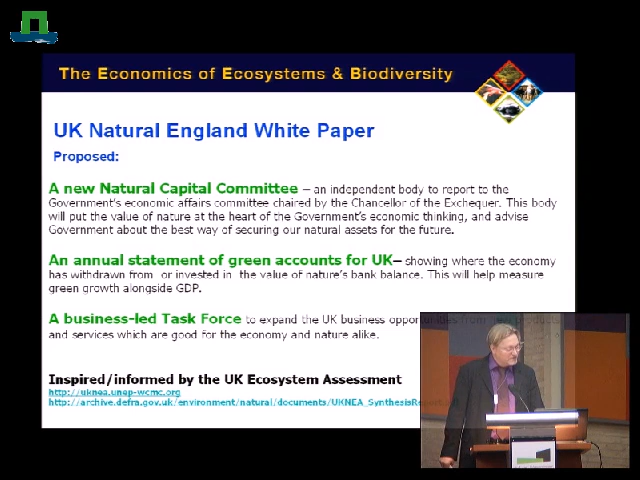 The Economics of Ecosystems & Biodiversity
UK Natural England White Paper
Proposed:
A new Natural Capital Committee – an independent body to report to the
Government's economic affairs committee chaired by the Chancellor of the Exchequer. This body
will put the value of nature at the heart of the Government's economic thinking, and advise
Government about the best way of securing our natural assets for the future.
An annual statement of green accounts for UK– showing where the economy
has withdrawn from or invested in the value of nature's bank balance. This will help measure
green growth alongside GDP.
A business-led Task Force to expand the UK business opportunities from new products
and services which are good for the economy and nature alike.
Inspired/informed by the UK Ecosystem Assessment
http://uknea.unep-wcmc.org
http://archive.defra.gov.uk/environment/natural/documents/UKNEA_SynthesisReport.pdf